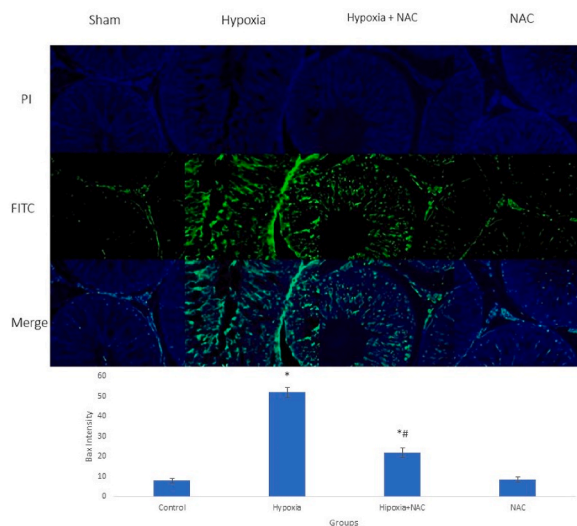 Sham Hypoxia Hypoxia + NAC NAC
PI
FITC
Merge
60
50
40
30
20
10
0
Bax Intensity
*
*#
Control Hypoxia Hipoxia+NAC NAC
Groups